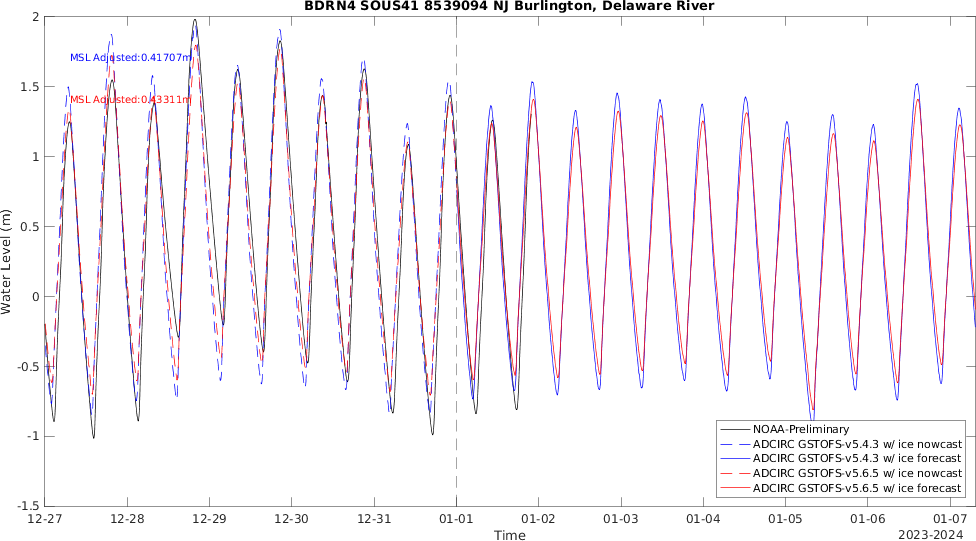 BDRN4 SOUS41 8539094 NJ Burlington, Delaware River
2
1.5
1
0.5
0
-0.5
-1
-1.5
Water Level (m)
MSL Adjusted:0.41707m
MSL Adjusted:0.43311m
NOAA-Preliminary
ADCIRC GSTOFS-v5.4.3 w/ ice nowcast
ADCIRC GSTOFS-v5.4.3 w/ ice forecast
ADCIRC GSTOFS-v5.6.5 w/ ice nowcast
ADCIRC GSTOFS-v5.6.5 w/ ice forecast
12-27 12-28 12-29 12-30 12-31 01-01 01-02 01-03 01-04 01-05 01-06 01-07
Time
2023-2024